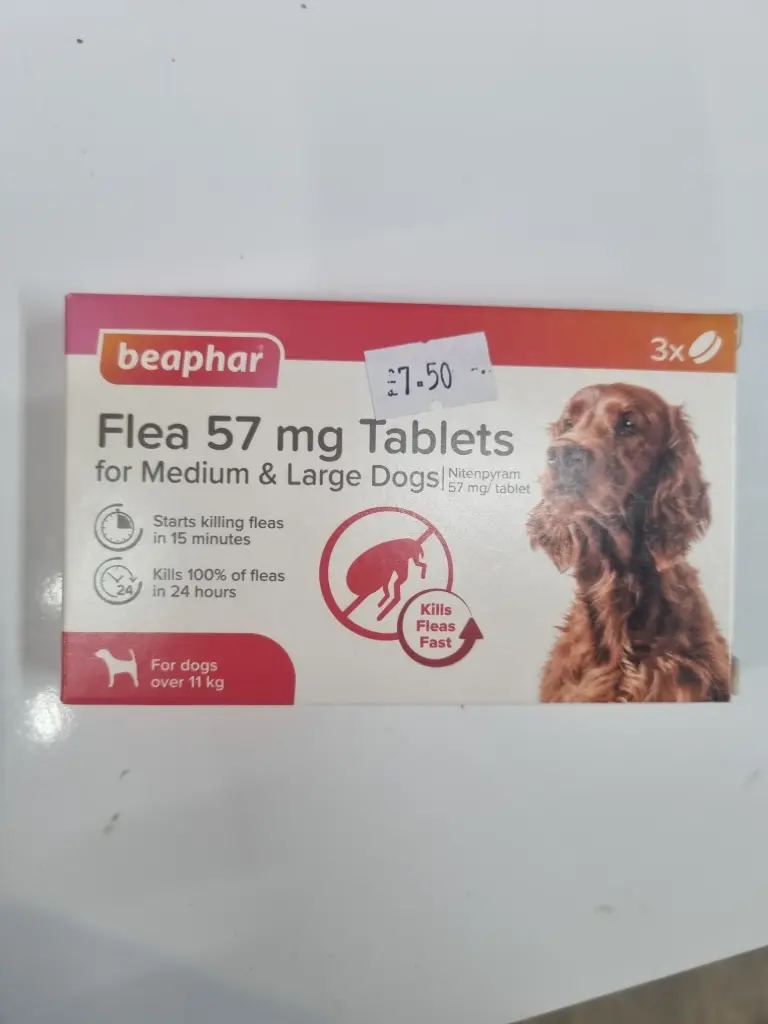 beaphar
3x
£7.50
Flea 57 mg Tablets
for Medium & Large Dogs
Nitenpyram
57 mg/ tablet
Starts killing fleas
in 15 minutes
24
Kills 100% of fleas
in 24 hours
Kills
Fleas
Fast
For dogs
over 11 kg